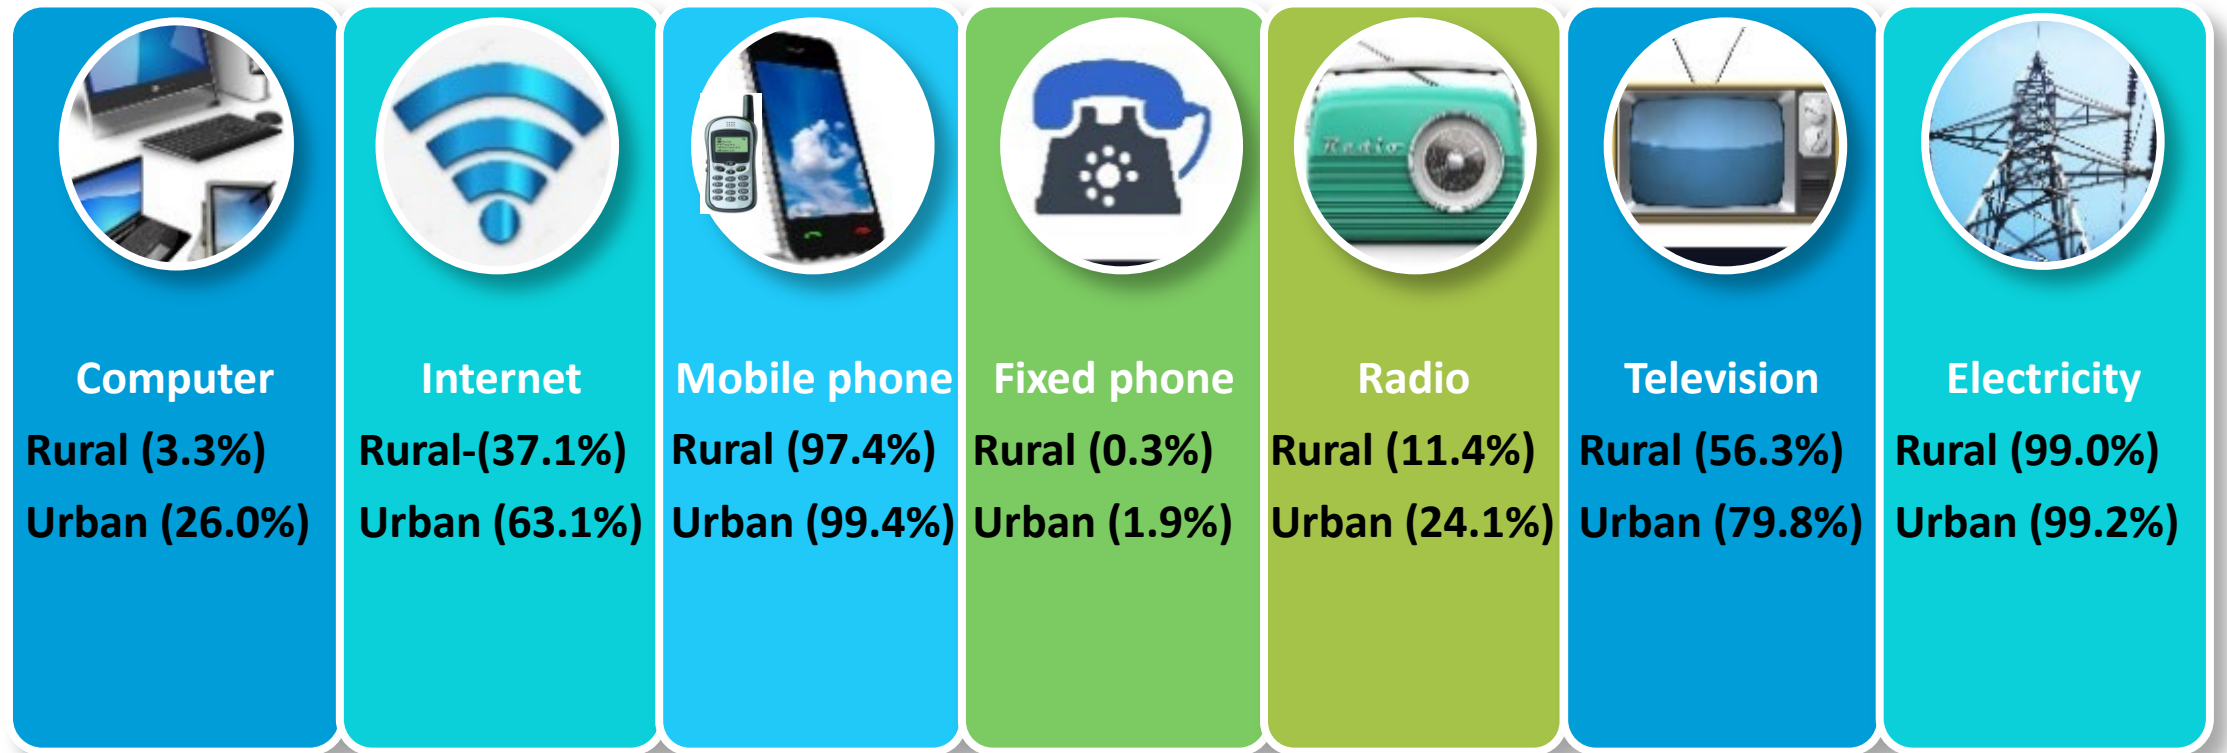 Radio
Computer
Rural (3.3%)
Urban (26.0%)
Internet
Rural-(37.1%)
Urban (63.1%)
Mobile phone
Rural (97.4%)
Urban (99.4%)
Fixed phone
Rural (0.3%)
Urban (1.9%)
Radio
Rural (11.4%)
Urban (24.1%)
Television
Rural (56.3%)
Urban (79.8%)
Electricity
Rural (99.0%)
Urban (99.2%)